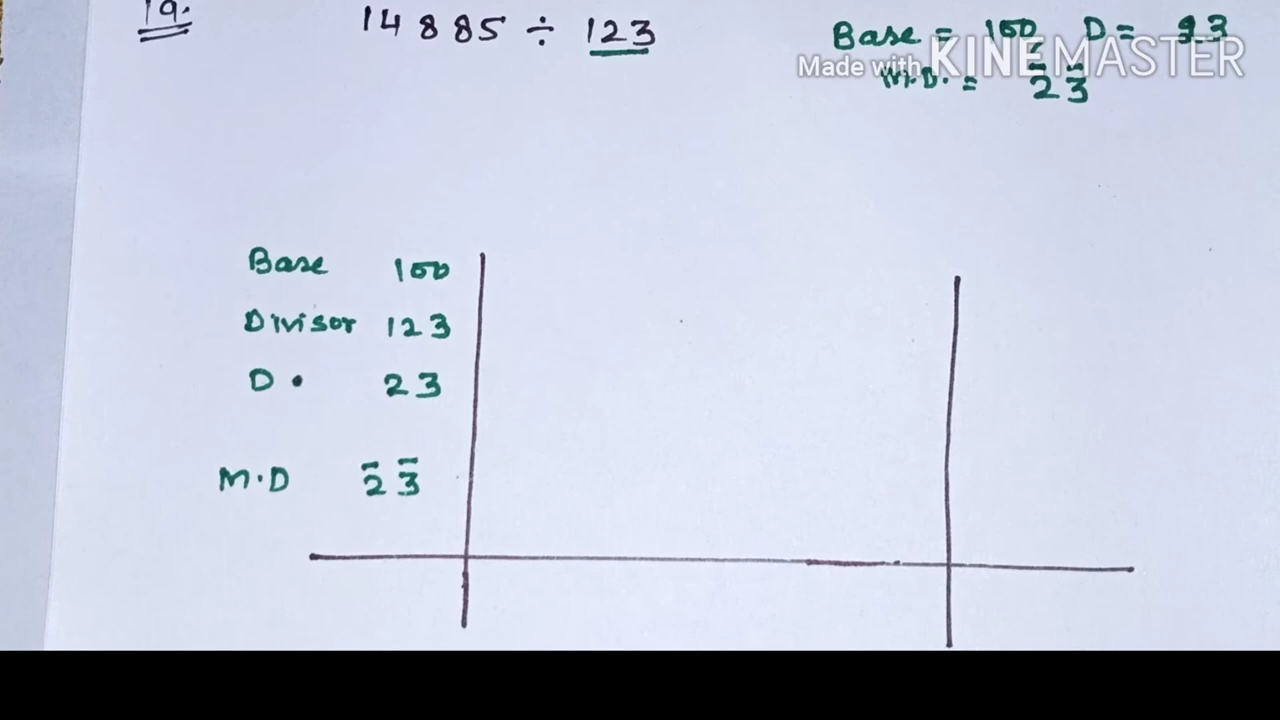 19.
14885 ÷ 123
Base = 100, D = 23
Made with KINEMASTER
M.D. = 2̄ 3̄
Base 100
Divisor 123
D • 23
M.D 2̄ 3̄